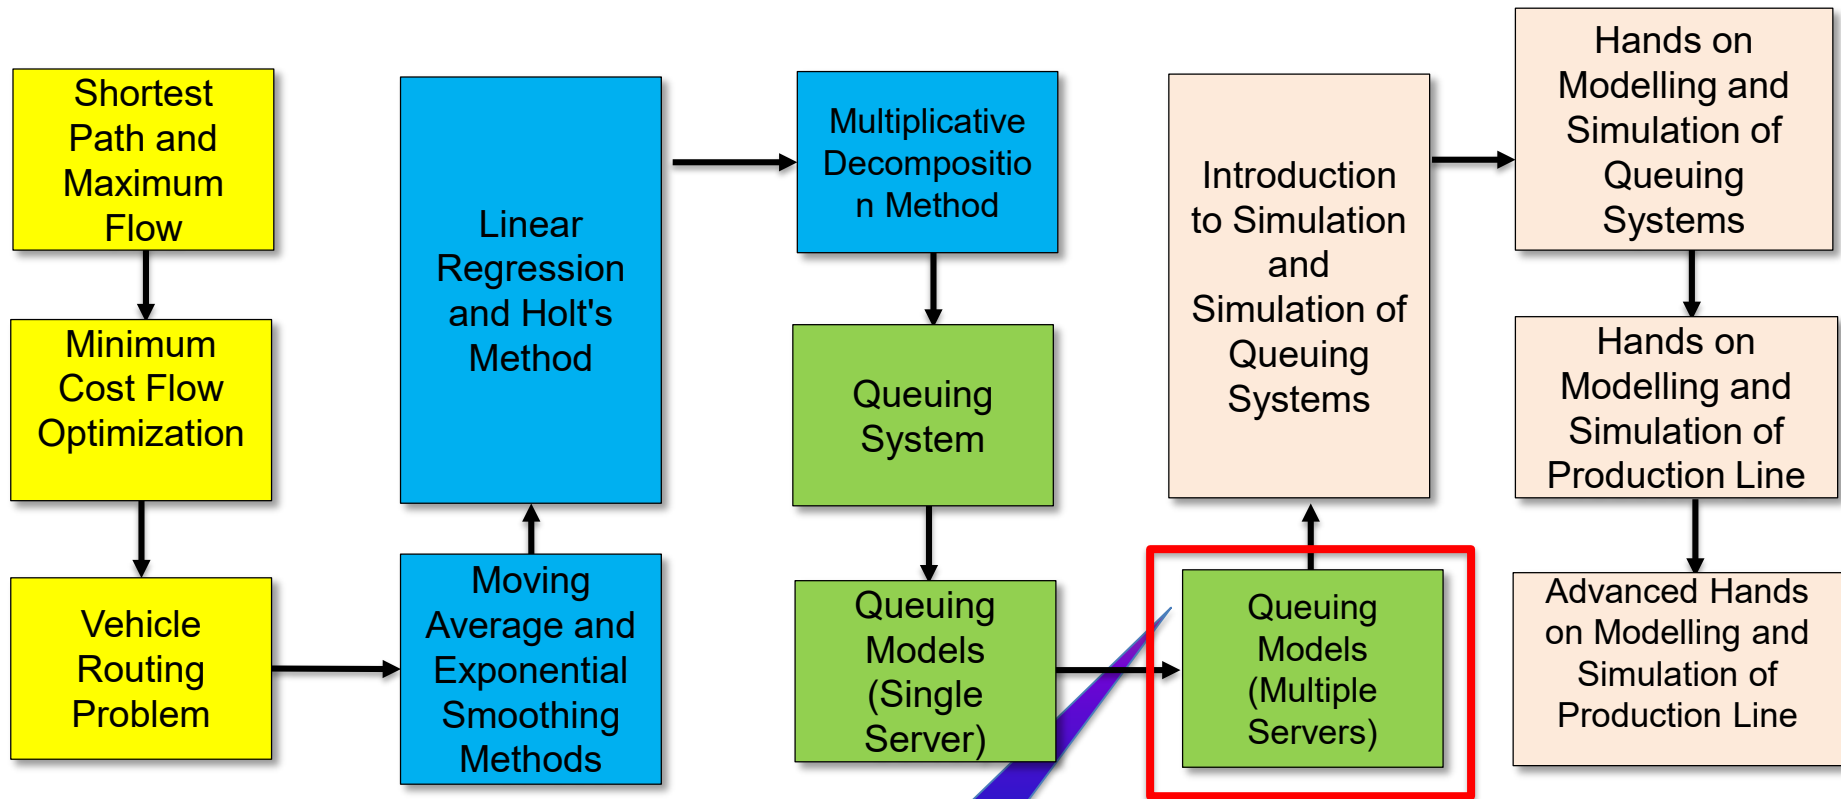 Shortest
Path and
Maximum
Flow
Minimum
Cost Flow
Optimization
Vehicle
Routing
Problem
Moving
Average and
Exponential
Smoothing
Methods
Linear
Regression
and Holt's
Method
Multiplicative
Decompositio
n Method
Queuing
System
Queuing
Models
(Single
Server)
Queuing
Models
(Multiple
Servers)
Introduction
to Simulation
and
Simulation of
Queuing
Systems
Hands on
Modelling and
Simulation of
Queuing
Systems
Hands on
Modelling and
Simulation of
Production Line
Advanced Hands
on Modelling and
Simulation of
Production Line